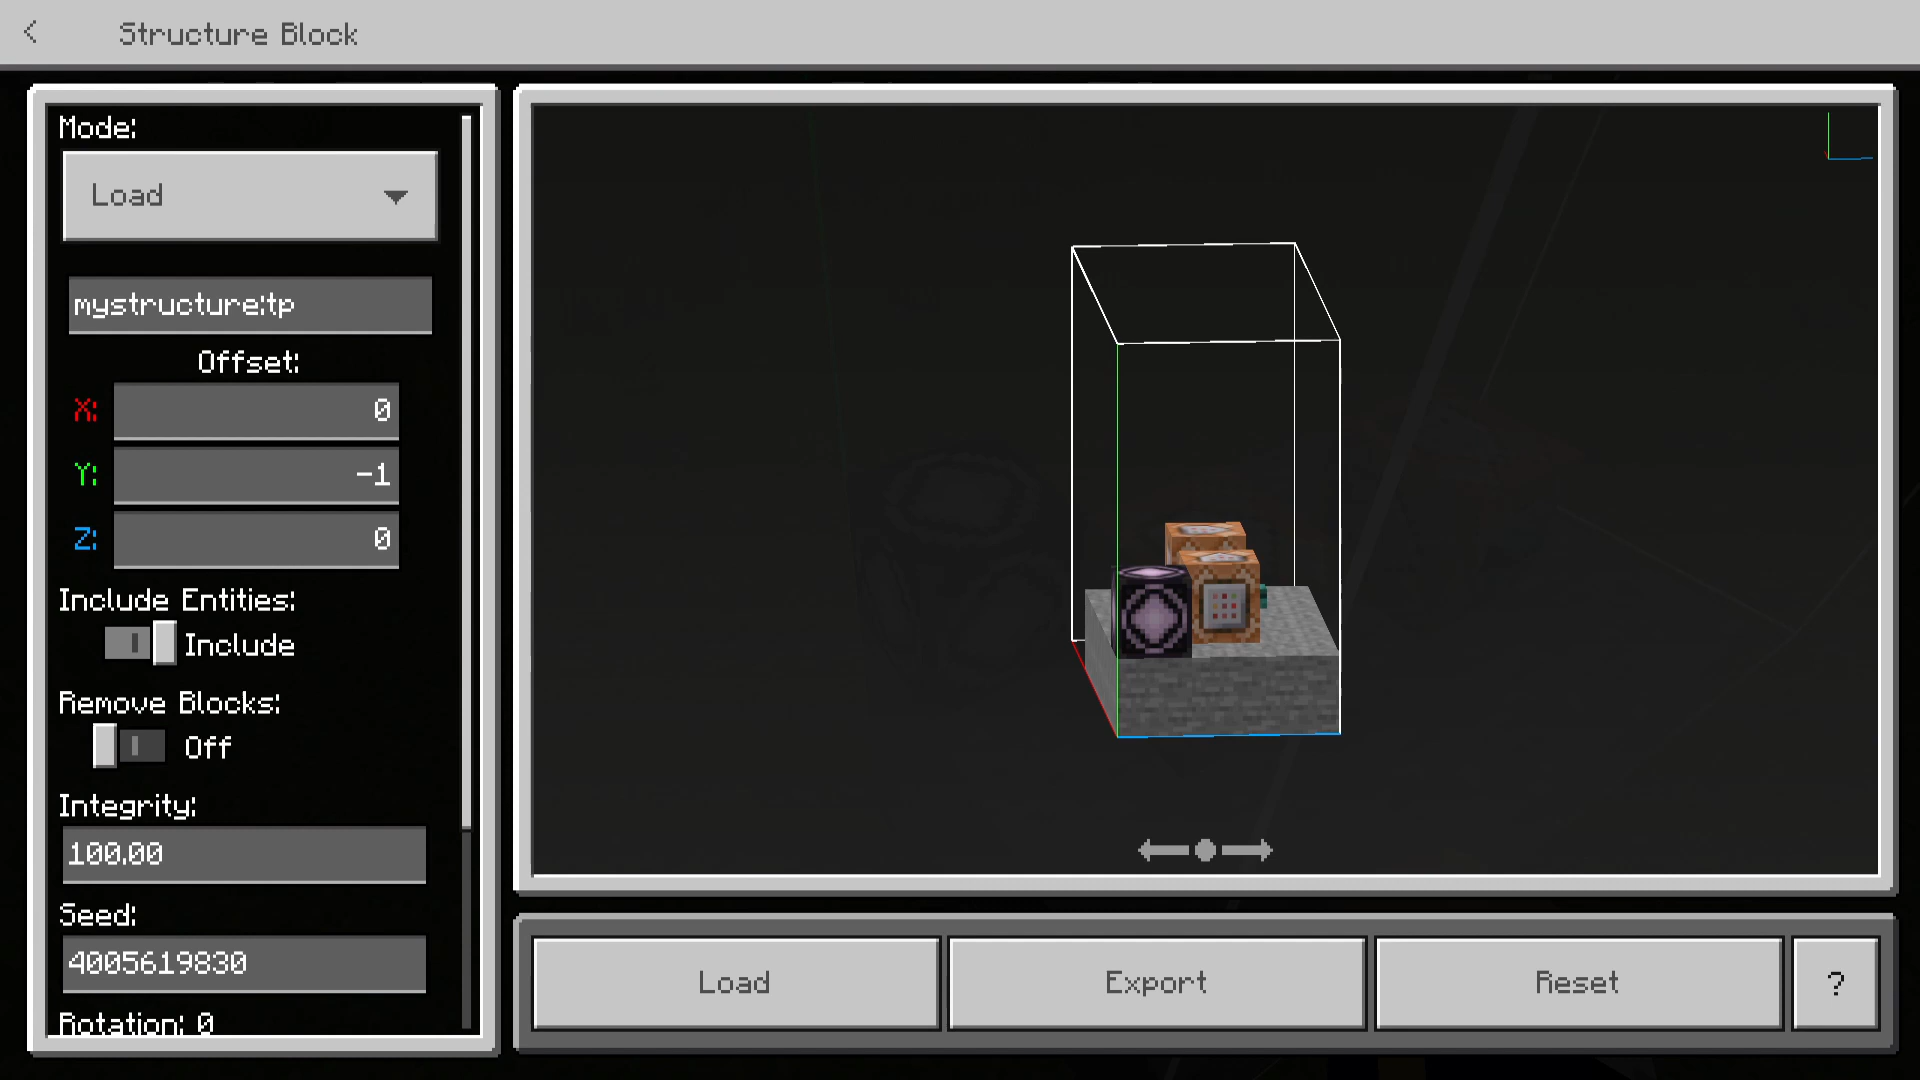 Structure Block
Mode:
Load
mystructure:tp
Offset:
X: 0
Y: -1
Z: 0
Include Entities:
Include
Remove Blocks:
Off
Integrity:
100.00
Seed:
4005619830
Rotation: 0
Load
Export
Reset
?